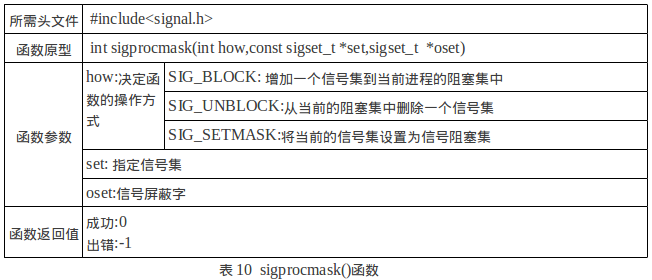 所需头文件
#include<signal.h>
函数原型
int sigprocmask(int how,const sigset_t *set,sigset_t  *oset)
函数参数
how:决定函
数的操作方
式
SIG_BLOCK: 增加一个信号集到当前进程的阻塞集中
SIG_UNBLOCK:从当前的阻塞集中删除一个信号集
SIG_SETMASK:将当前的信号集设置为信号阻塞集
set: 指定信号集
oset:信号屏蔽字
函数返回值
成功:0
出错:-1
表 10  sigprocmask()函数